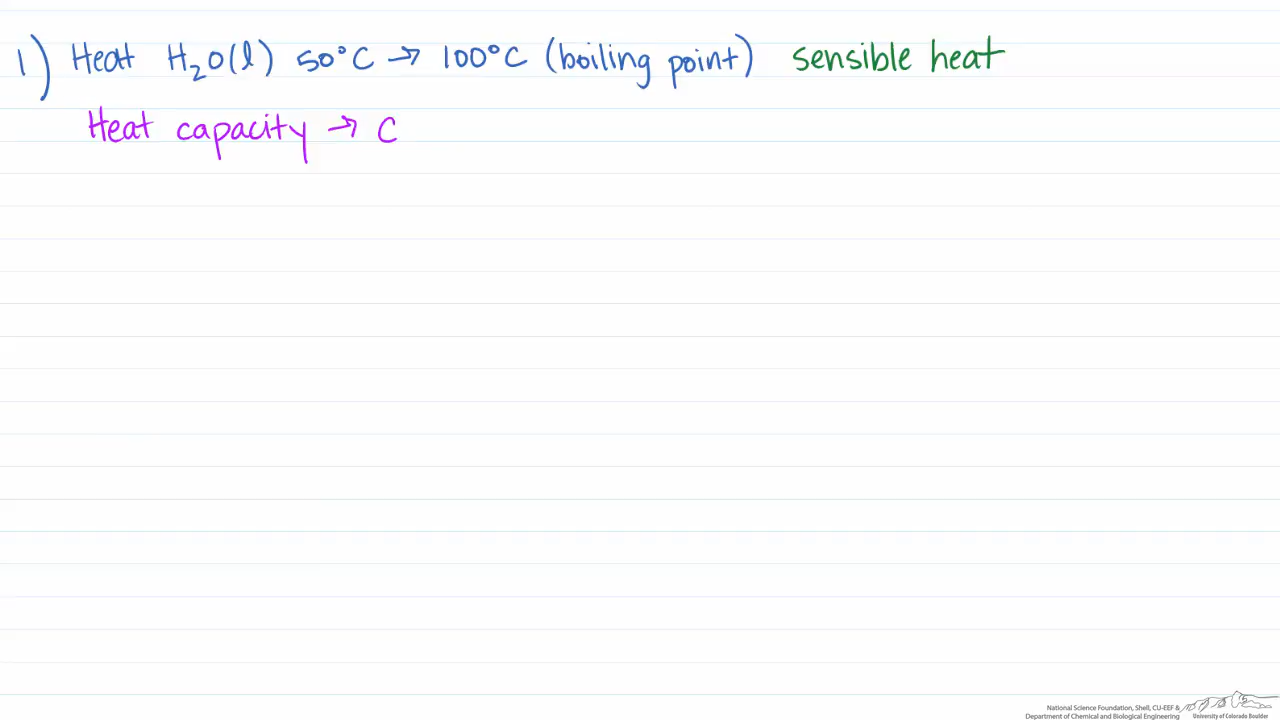 1) Heat H₂O(l) 50°C → 100°C (boiling point) sensible heat
Heat capacity → C
National Science Foundation, Shell, CU-EEF &
Department of Chemical and Biological Engineering
University of Colorado Boulder